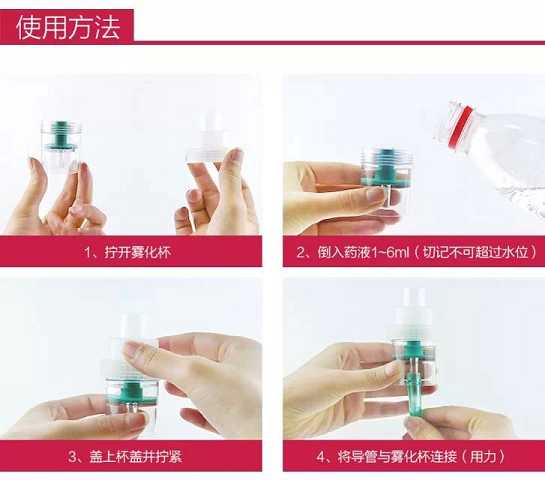 使用方法
1、拧开雾化杯
2、倒入药液1~6ml（切记不可超过水位）
3、盖上杯盖并拧紧
4、将导管与雾化杯连接（用力）